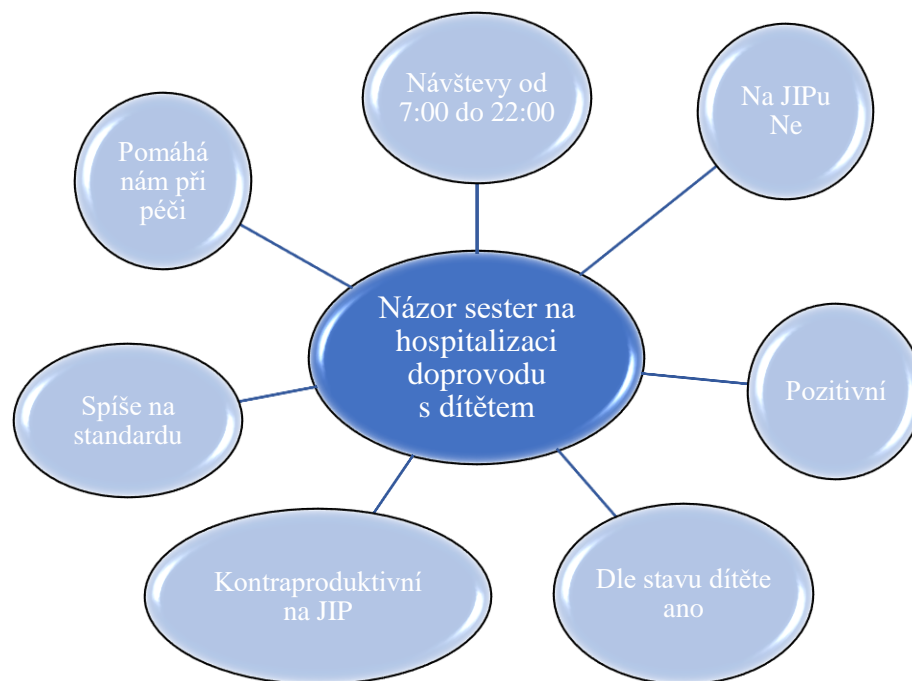 Návštevy od
7:00 do 22:00
Na JIPu
Ne
Pomáhá
nám při
péči
Názor sester na
hospitalizaci
doprovodu
s dítětem
Pozitivní
Spíše na
standardu
Kontraproduktivní
na JIP
Dle stavu dítěte
ano